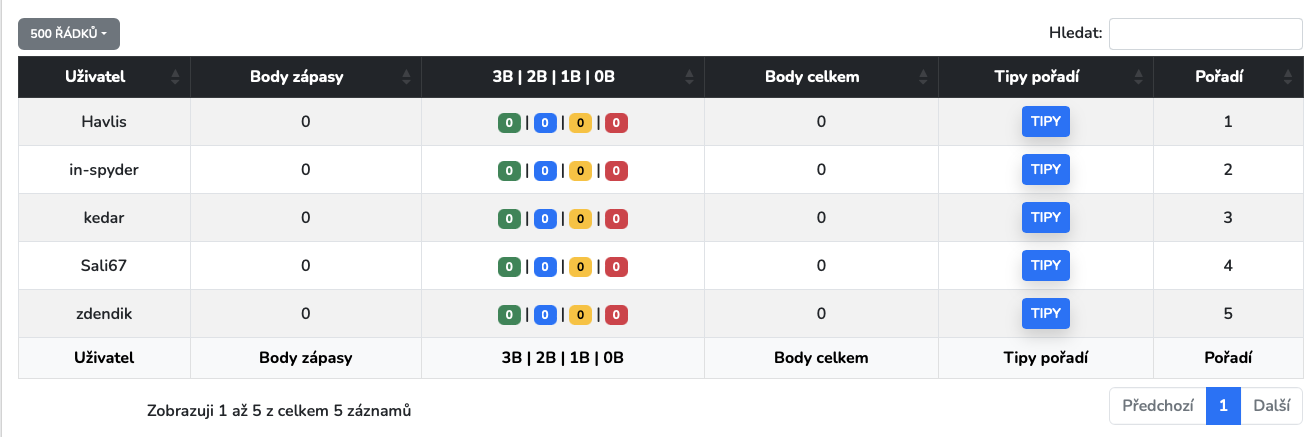 500 ŘÁDKŮ
Hledat:
Uživatel Body zápasy 3B | 2B | 1B | 0B Body celkem Tipy pořadí Pořadí
Havlis 0 0 | 0 | 0 | 0 0 TIPY 1
in-spyder 0 0 | 0 | 0 | 0 0 TIPY 2
kedar 0 0 | 0 | 0 | 0 0 TIPY 3
Sali67 0 0 | 0 | 0 | 0 0 TIPY 4
zdendik 0 0 | 0 | 0 | 0 0 TIPY 5
Uživatel Body zápasy 3B | 2B | 1B | 0B Body celkem Tipy pořadí Pořadí
Zobrazuji 1 až 5 z celkem 5 záznamů
Předchozí 1 Další